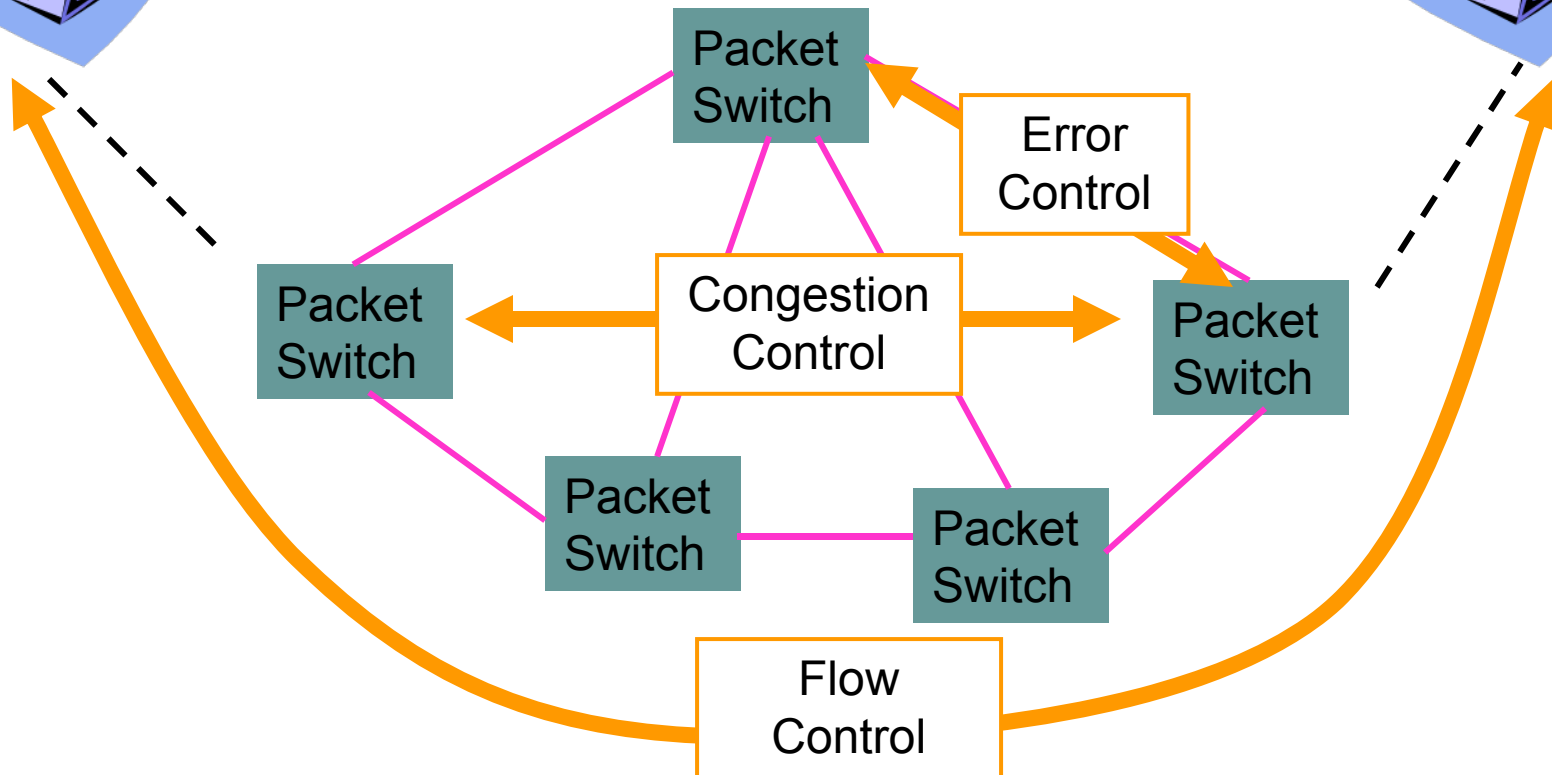 Packet
Switch
Error
Control
Packet
Switch
Congestion
Control
Packet
Switch
Packet
Switch
Packet
Switch
Flow
Control